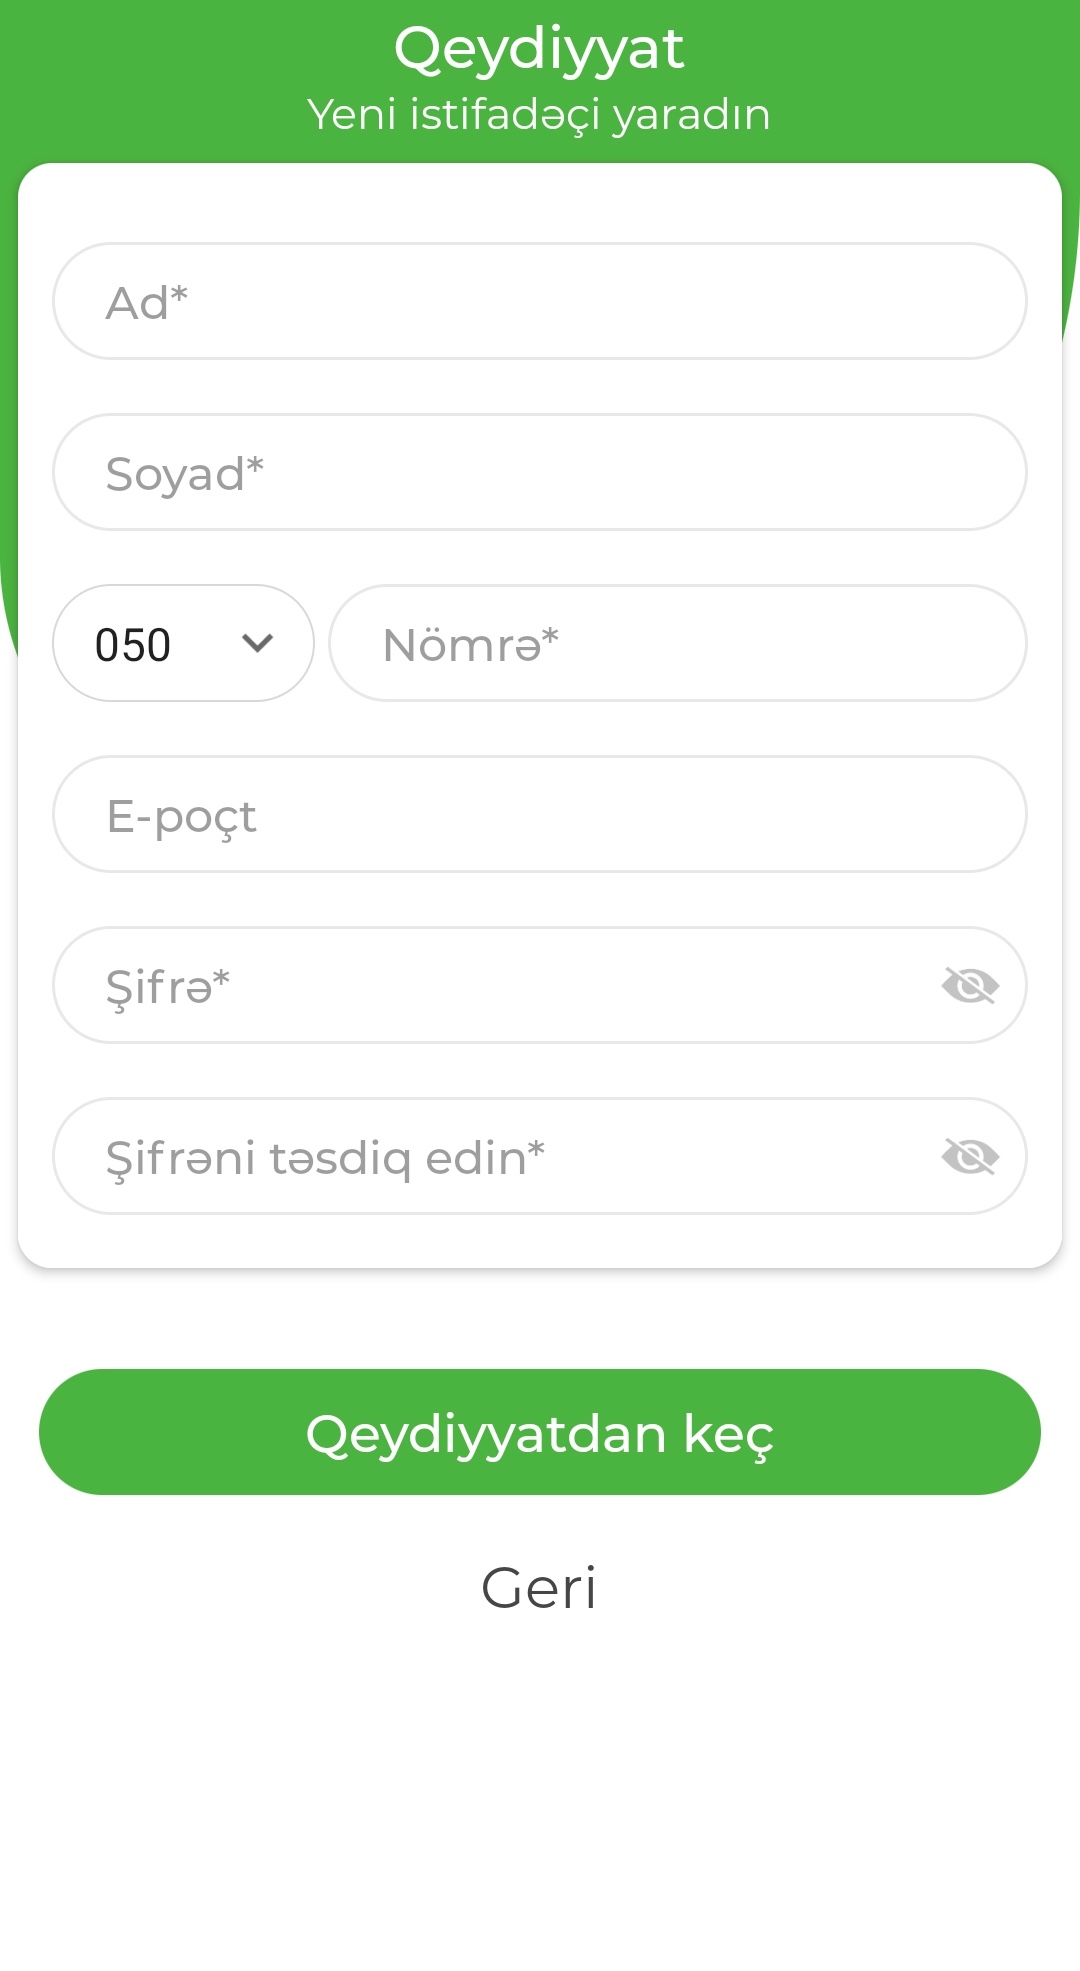 Qeydiyyat
Yeni istifadəçi yaradın
Ad*
Soyad*
050 Nömrə*
E-poçt
Şifrə*
Şifrəni təsdiq edin*
Qeydiyyatdan keç
Geri